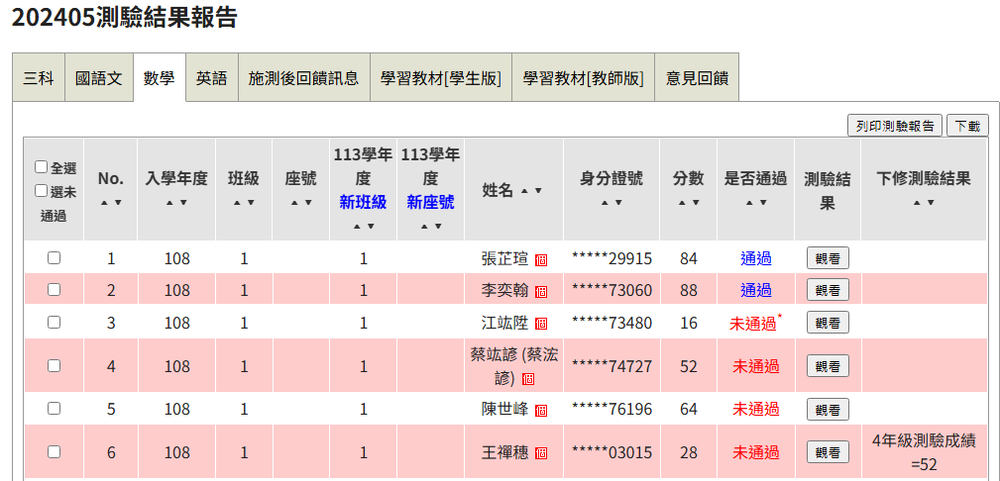 202405測驗結果報告
三科 國語文 數學 英語 施測後回饋訊息 學習教材[學生版] 學習教材[教師版] 意見回饋
列印測驗報告 下載
全選
選未通過
No. ▲ ▼
入學年度 ▲ ▼
班級 ▲ ▼
座號 ▲ ▼
113學年度
新班級 ▲ ▼
113學年度
新座號 ▲ ▼
姓名 ▲ ▼
身分證號 ▲ ▼
分數 ▲ ▼
是否通過 ▲ ▼
測驗結果
下修測驗結果 ▲ ▼
1 108 1 1 張芷瑄 個 *****29915 84 通過 觀看
2 108 1 1 李奕翰 個 *****73060 88 通過 觀看
3 108 1 1 江竑陞 個 *****73480 16 未通過* 觀看
4 108 1 1 蔡竑諺 (蔡浤諺) 個 *****74727 52 未通過 觀看
5 108 1 1 陳世峰 個 *****76196 64 未通過 觀看
6 108 1 1 王禪穗 個 *****03015 28 未通過 觀看 4年級測驗成績=52